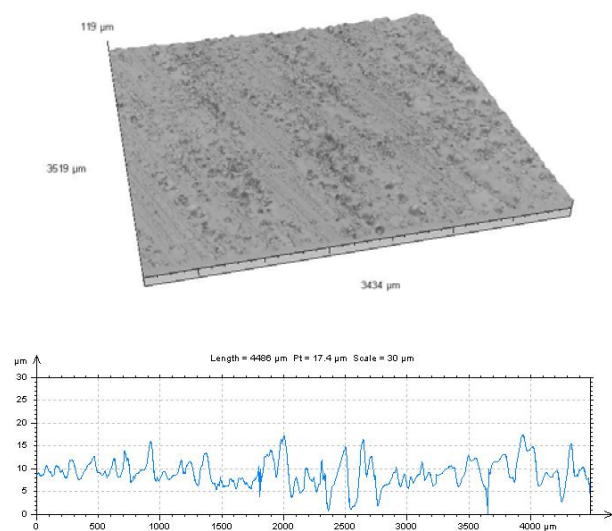 119 µm
3519 µm
3434 µm
µm
Length = 4486 µm Pt = 17.4 µm Scale = 30 µm
30
25
20
15
10
5
0
0 500 1000 1500 2000 2500 3000 3500 4000 µm